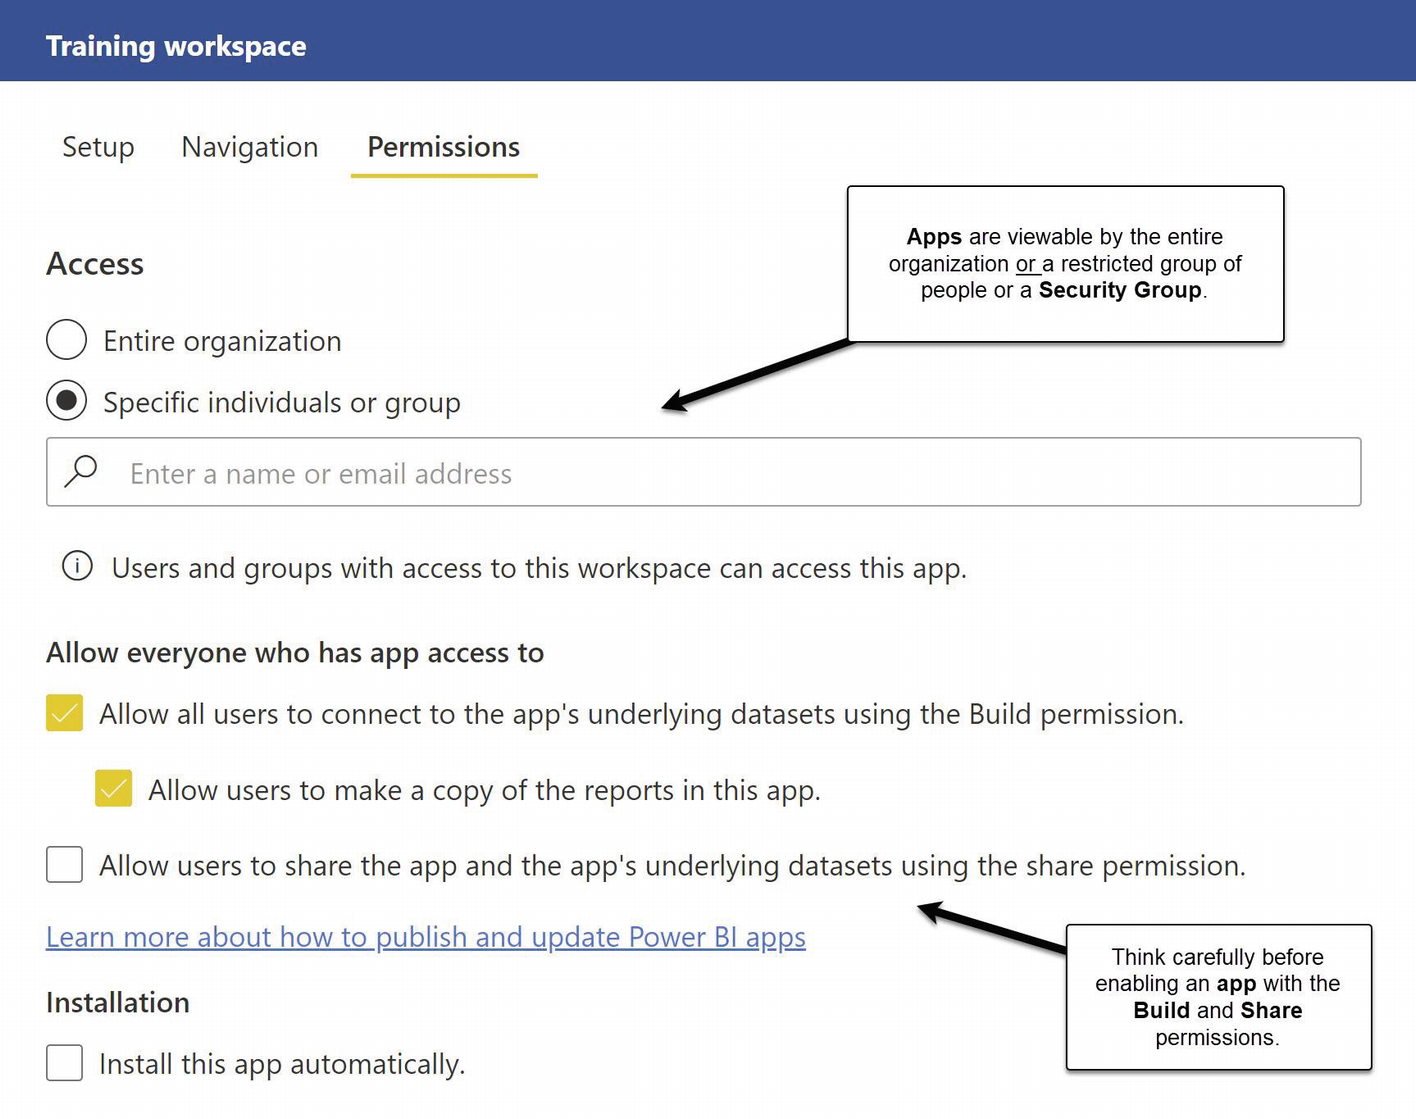 Training workspace
Setup Navigation Permissions
Apps are viewable by the entire
organization or a restricted group of
people or a Security Group.
Access
Entire organization
Specific individuals or group
Enter a name or email address
Users and groups with access to this workspace can access this app.
Allow everyone who has app access to
Allow all users to connect to the app's underlying datasets using the Build permission.
Allow users to make a copy of the reports in this app.
Allow users to share the app and the app's underlying datasets using the share permission.
Learn more about how to publish and update Power BI apps
Think carefully before
enabling an app with the
Build and Share
permissions.
Installation
Install this app automatically.